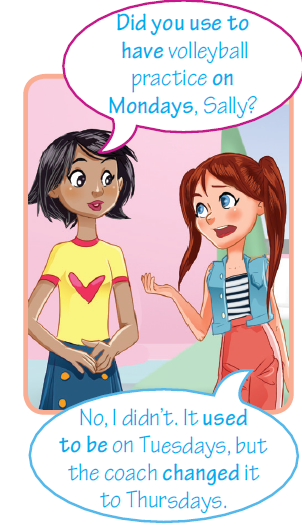 Did you use to
have volleyball
practice on
Mondays, Sally?
No, I didn't. It used
to be on Tuesdays, but
the coach changed it
to Thursdays.